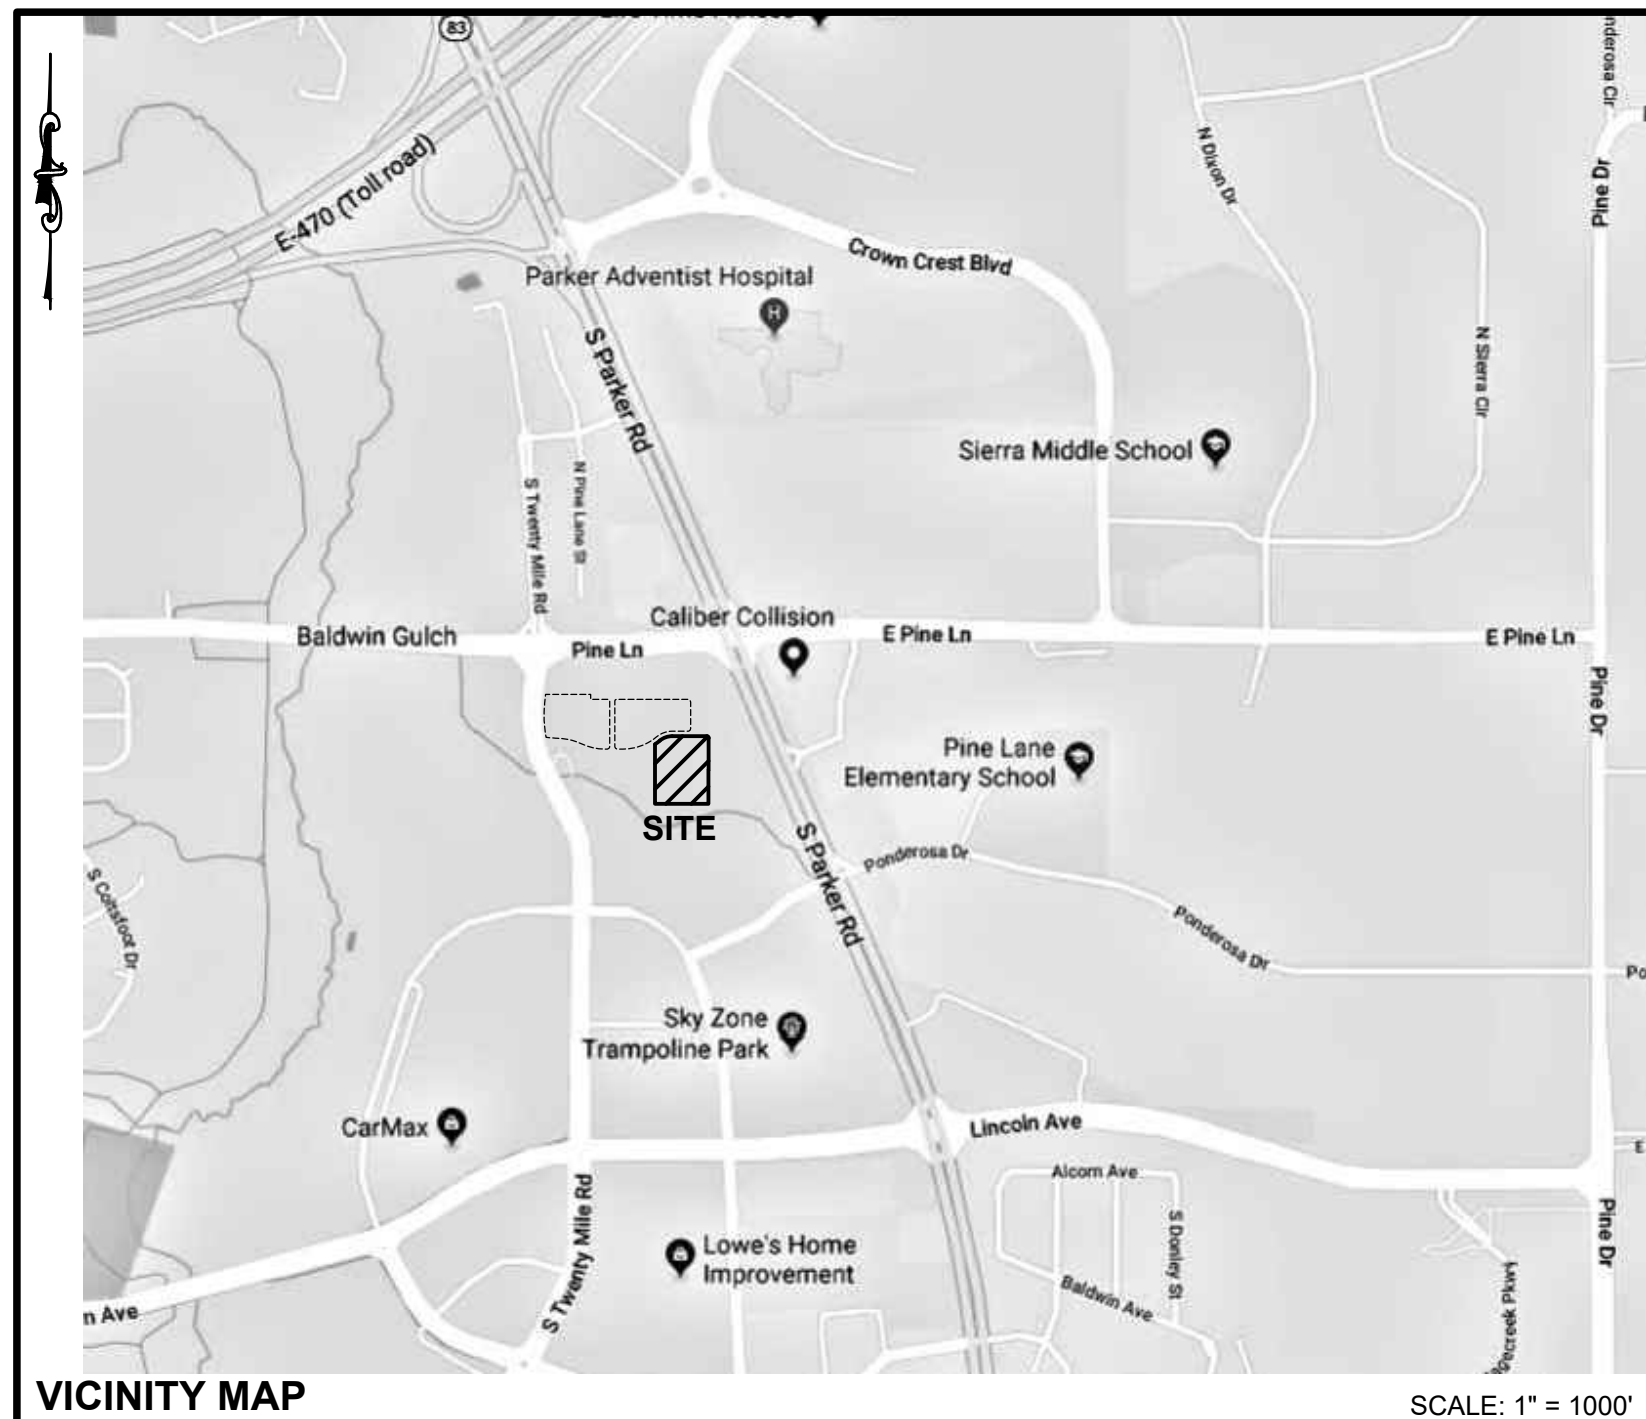 83
E-470 (Toll road)
N Dixon Dr
Pine Dr
Crown Crest Blvd
Parker Adventist Hospital
H
S Parker Rd
N Sierra Cir
Sierra Middle School
S Twenty Mile Rd
N Pine Lane St
Caliber Collision
Baldwin Gulch
Pine Ln
E Pine Ln
E Pine Ln
Pine Dr
Pine Lane
Elementary School
SITE
S Parker Rd
Ponderosa Dr
S Coltsfoot Dr
Ponderosa Dr
Sky Zone
Trampoline Park
CarMax
Lincoln Ave
Alcorn Ave
S Twenty Mile Rd
S Donley St
Pine Dr
Lowe's Home
Improvement
Baldwin Ave
n Ave
VICINITY MAP
SCALE: 1" = 1000'